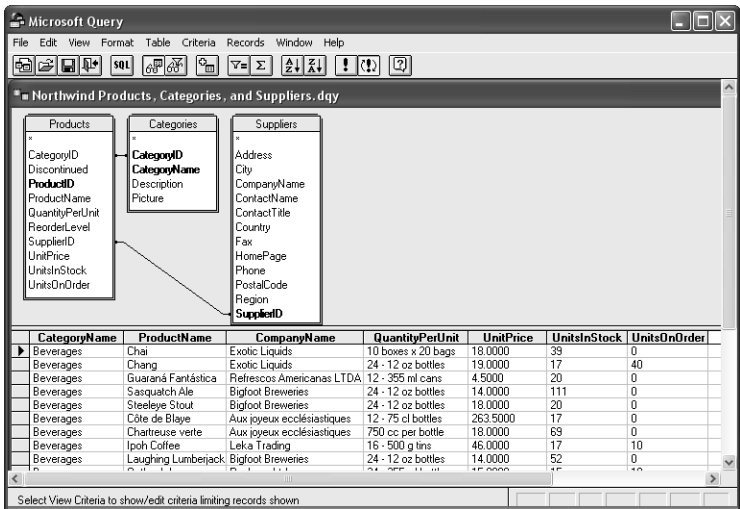 Microsoft Query
File Edit View Format Table Criteria Records Window Help
SQL
Northwind Products, Categories, and Suppliers.dqy
Products
*
CategoryID
Discontinued
ProductID
ProductName
QuantityPerUnit
ReorderLevel
SupplierID
UnitPrice
UnitsInStock
UnitsOnOrder
Categories
*
CategoryID
CategoryName
Description
Picture
Suppliers
*
Address
City
CompanyName
ContactName
ContactTitle
Country
Fax
HomePage
Phone
PostalCode
Region
SupplierID
CategoryName ProductName CompanyName QuantityPerUnit UnitPrice UnitsInStock UnitsOnOrder
Beverages Chai Exotic Liquids 10 boxes x 20 bags 18.0000 39 0
Beverages Chang Exotic Liquids 24 - 12 oz bottles 19.0000 17 40
Beverages Guaraná Fantástica Refrescos Americanas LTDA 12 - 355 ml cans 4.5000 20 0
Beverages Sasquatch Ale Bigfoot Breweries 24 - 12 oz bottles 14.0000 111 0
Beverages Steeleye Stout Bigfoot Breweries 24 - 12 oz bottles 18.0000 20 0
Beverages Côte de Blaye Aux joyeux ecclésiastiques 12 - 75 cl bottles 263.5000 17 0
Beverages Chartreuse verte Aux joyeux ecclésiastiques 750 cc per bottle 18.0000 69 0
Beverages Ipoh Coffee Leka Trading 16 - 500 g tins 46.0000 17 10
Beverages Laughing Lumberjack Bigfoot Breweries 24 - 12 oz bottles 14.0000 52 0
Select View Criteria to show/edit criteria limiting records shown